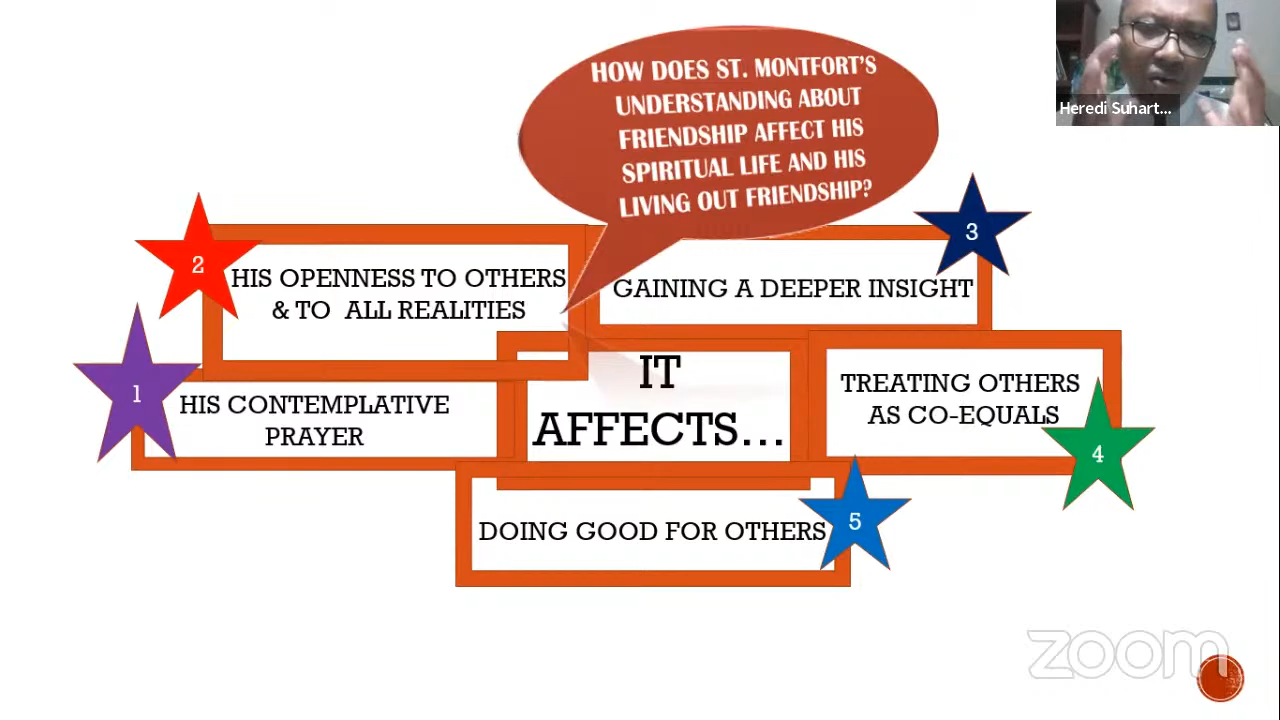 HOW DOES ST. MONTFORT'S
UNDERSTANDING ABOUT
FRIENDSHIP AFFECT HIS
SPIRITUAL LIFE AND HIS
LIVING OUT FRIENDSHIP?
Heredi Suhart...
2
HIS OPENNESS TO OTHERS
& TO ALL REALITIES
3
GAINING A DEEPER INSIGHT
1
HIS CONTEMPLATIVE
PRAYER
IT
AFFECTS...
TREATING OTHERS
AS CO-EQUALS
4
DOING GOOD FOR OTHERS
5
zoom